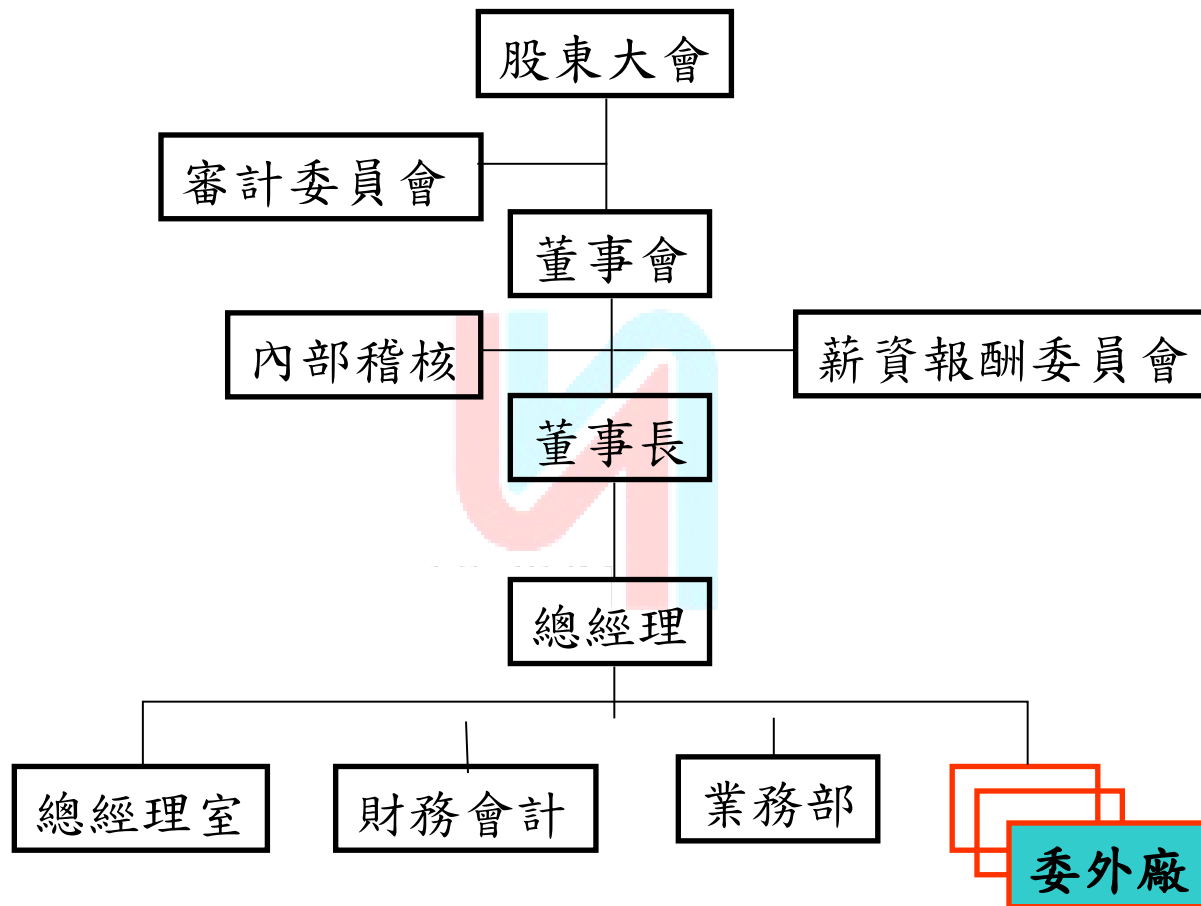 股東大會
審計委員會
董事會
內部稽核
薪資報酬委員會
董事長
總經理
總經理室
財務會計
業務部
委外廠